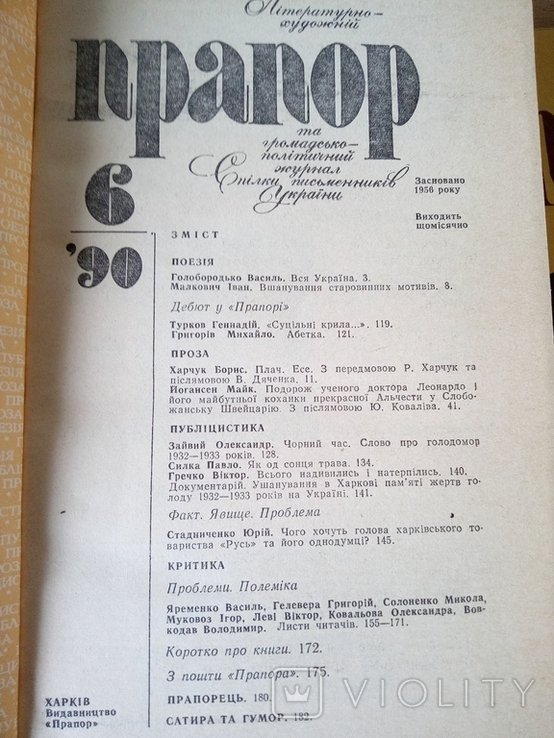 Літературно-
художній
прапор
та
громадсько-
політичний
журнал
Спілки письменників
України
6
'90
Засновано
1956 року
Виходить
щомісячно
ЗМІСТ
ПОЕЗІЯ
Голобородько Василь. Вся Україна. 3.
Малкович Іван. Вшанування старовинних мотивів. 8.
Дебют у «Прапорі»
Турков Геннадій, «Суцільні крила...». 119.
Григорів Михайло. Абетка. 121.
ПРОЗА
Харчук Борис. Плач. Есе. З передмовою Р. Харчук та
післямовою В. Дяченка. 11.
Йогансен Майк. Подорож ученого доктора Леонардо і
його майбутньої коханки прекрасної Альчести у Слобо-
жанську Швейцарію. З післямовою Ю. Коваліва. 41.
ПУБЛІЦИСТИКА
Зайвий Олександр. Чорний час. Слово про голодомор
1932—1933 років. 128.
Силка Павло. Як од сонця трава. 134.
Гречко Віктор. Всього надивились і натерпілись. 140.
Документарій. Ушанування в Харкові пам'яті жертв го-
лоду 1932—1933 років на Україні. 141.
Факт. Явище. Проблема
Стадниченко Юрій. Чого хочуть голова харківського то-
вариства «Русь» та його однодумці? 145.
КРИТИКА
Проблеми. Полеміка
Яременко Василь, Гелевера Григорій, Солоненко Микола,
Муковоз Ігор, Леві Віктор, Ковальова Олександра, Вов-
кодав Володимир. Листи читачів. 155—171.
Коротко про книги. 172.
З пошти «Прапора». 175.
ПРАПОРЕЦЬ. 180.
САТИРА ТА ГУМОР. 182.
ХАРКІВ
Видавництво
«Прапор»
VIOLITY